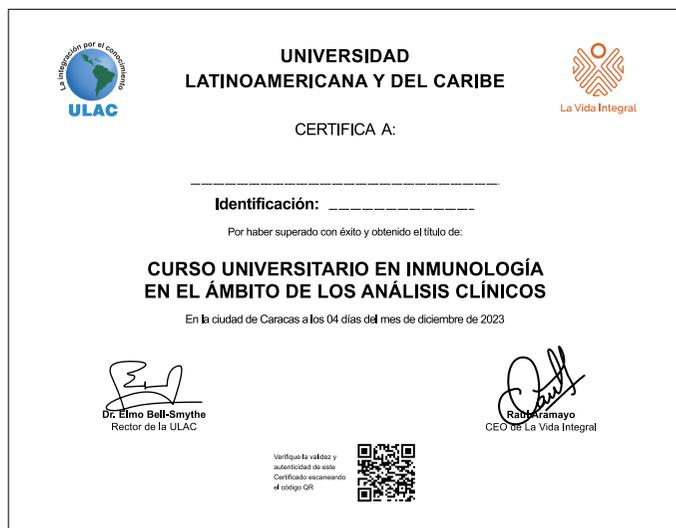 La integración por el conocimiento
ULAC
UNIVERSIDAD
LATINOAMERICANA Y DEL CARIBE
La Vida Integral
CERTIFICA A:
Identificación:
Por haber superado con éxito y obtenido el título de:
CURSO UNIVERSITARIO EN INMUNOLOGÍA
EN EL ÁMBITO DE LOS ANÁLISIS CLÍNICOS
En la ciudad de Caracas a los 04 días del mes de diciembre de 2023
Dr. Elmo Bell-Smythe
Rector de la ULAC
Raúl Aramayo
CEO de La Vida Integral
Verifique la validez y
autenticidad de este
Certificado escaneando
el código QR